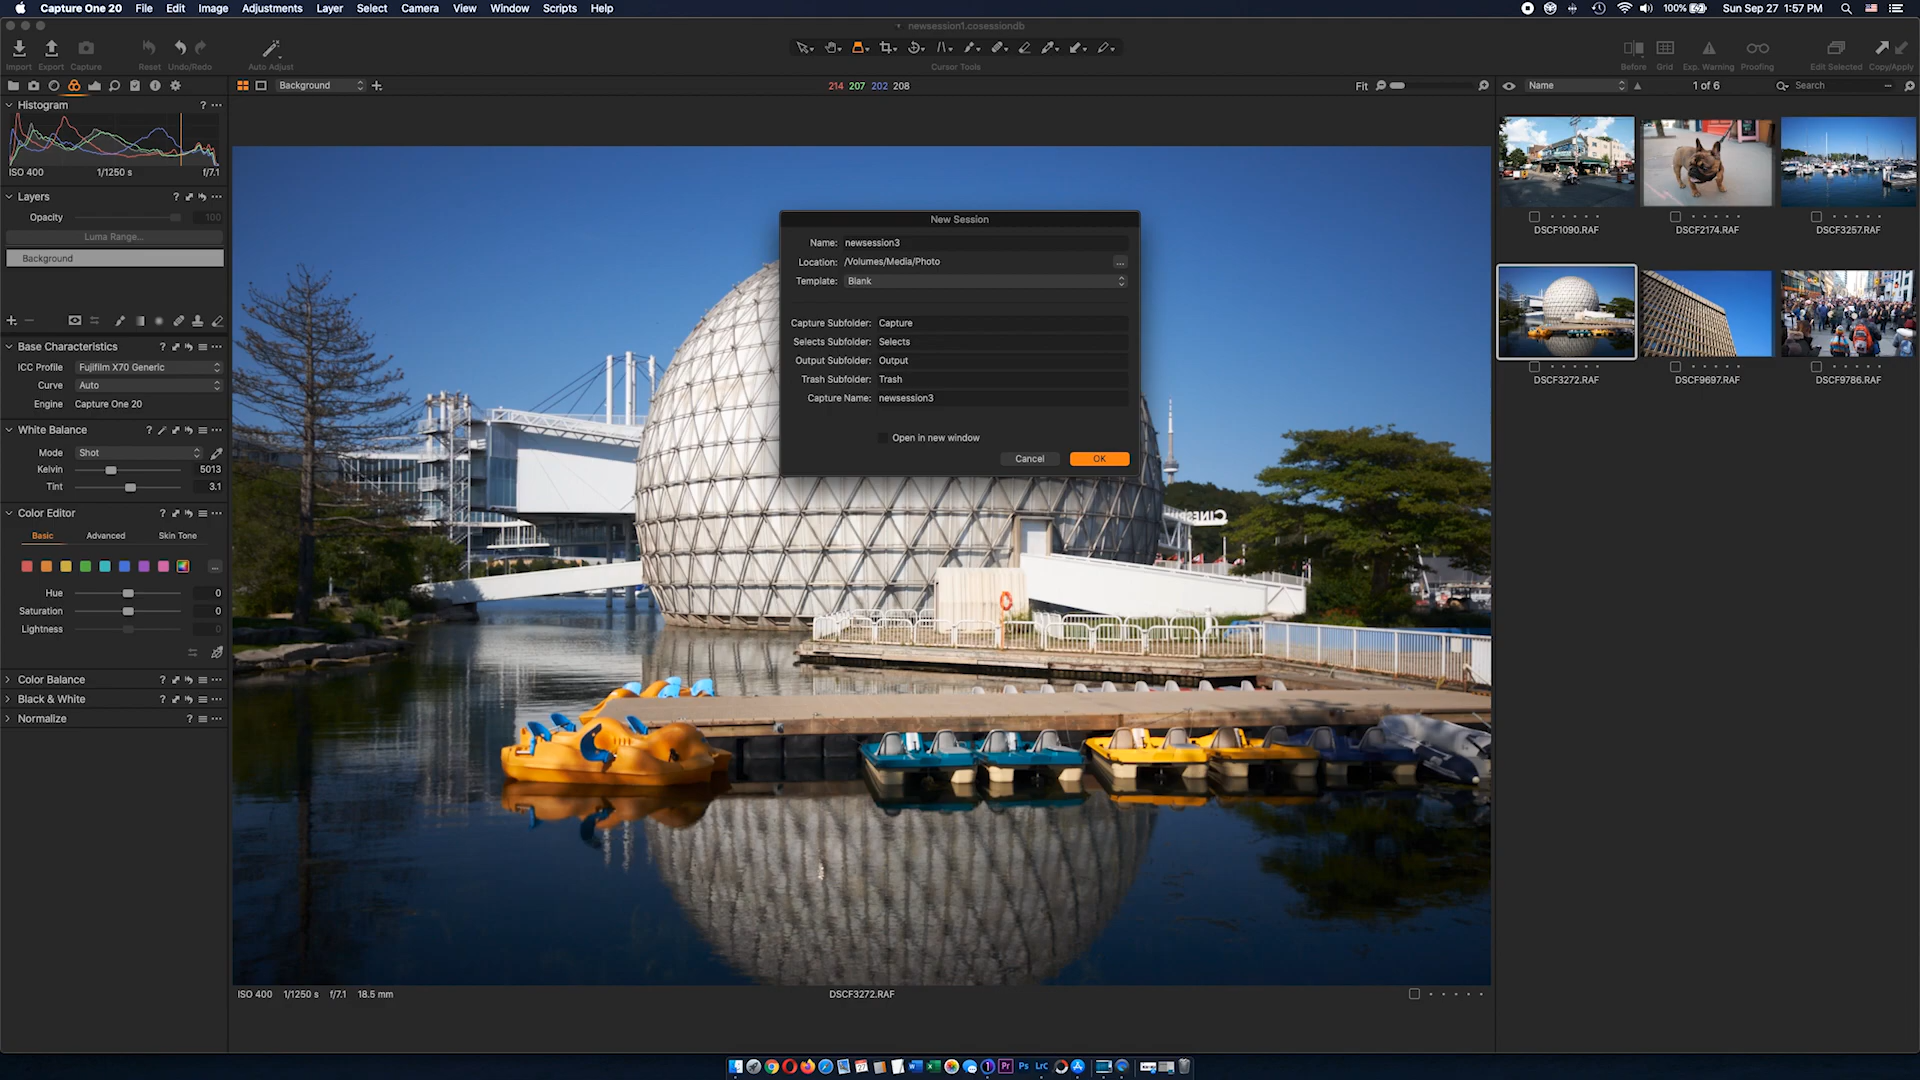 Capture One 20 File Edit Image Adjustments Layer Select Camera View Window Scripts Help 100% Sun Sep 27 1:57 PM
newsession1.cosessiondb
Import Export Capture Reset Undo/Redo Auto Adjust Cursor Tools Before Grid Exp. Warning Proofing Edit Selected Copy/Apply
Background 214 207 202 208 Fit Name 1 of 6 Search
Histogram
ISO 400 1/1250 s f/7.1
Layers
Opacity 100
Luma Range...
Background
Base Characteristics
ICC Profile Fujifilm X70 Generic
Curve Auto
Engine Capture One 20
White Balance
Mode Shot
Kelvin 5013
Tint 3.1
Color Editor
Basic Advanced Skin Tone
Hue 0
Saturation 0
Lightness 0
Color Balance
Black & White
Normalize
New Session
Name: newsession3
Location: /Volumes/Media/Photo ...
Template: Blank
Capture Subfolder: Capture
Selects Subfolder: Selects
Output Subfolder: Output
Trash Subfolder: Trash
Capture Name: newsession3
Open in new window
Cancel OK
ISO 400 1/1250 s f/7.1 18.5 mm DSCF3272.RAF
DSCF1090.RAF DSCF2174.RAF DSCF3257.RAF
DSCF3272.RAF DSCF9697.RAF DSCF9786.RAF
Pr Ps Lrc